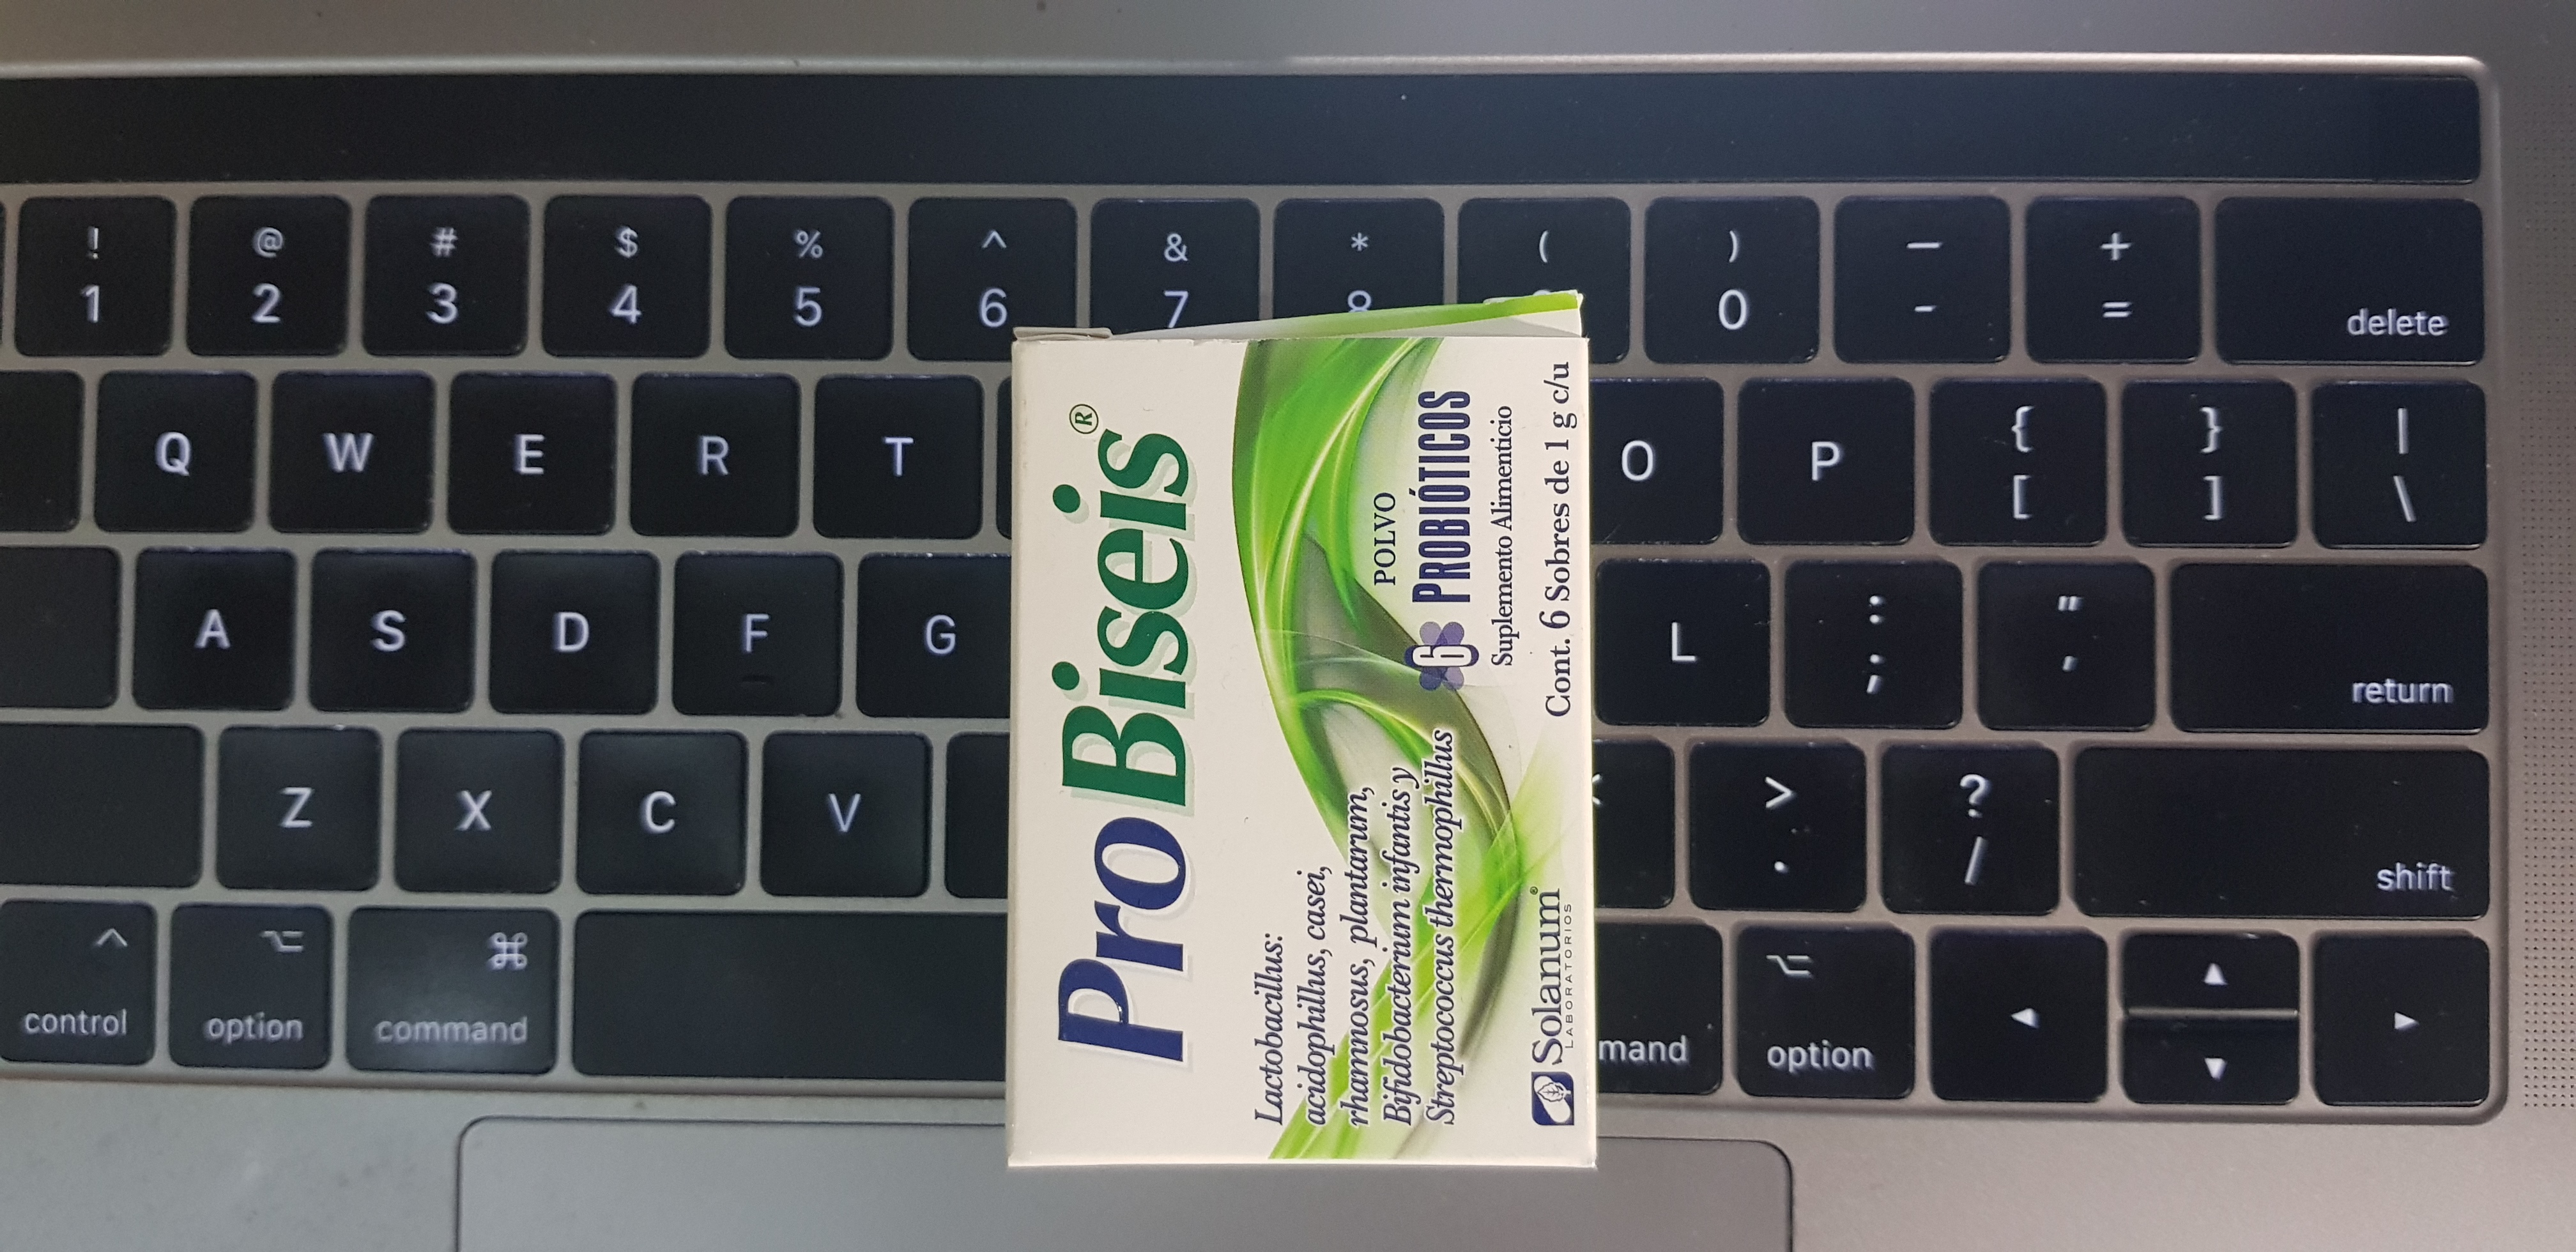 ProBiseis®
Lactobacillus:
acidophillus, casei,
rhamnosus, plantarum,
Bifidobacterium infantis y
Streptococcus thermophillus
POLVO
6 PROBIÓTICOS
Suplemento Alimenticio
Solanum®
LABORATORIOS
Cont. 6 Sobres de 1 g c/u
! @ # $ % ^ & * ( ) _ +
1 2 3 4 5 6 7 8 0 - =
delete
Q W E R T O P { } |
[ ] \
A S D F G L : "
; '
return
Z X C V > ?
. /
shift
^ ⌥ ⌘ ⌥
control option command mand option
◀ ▲ ▼ ▶